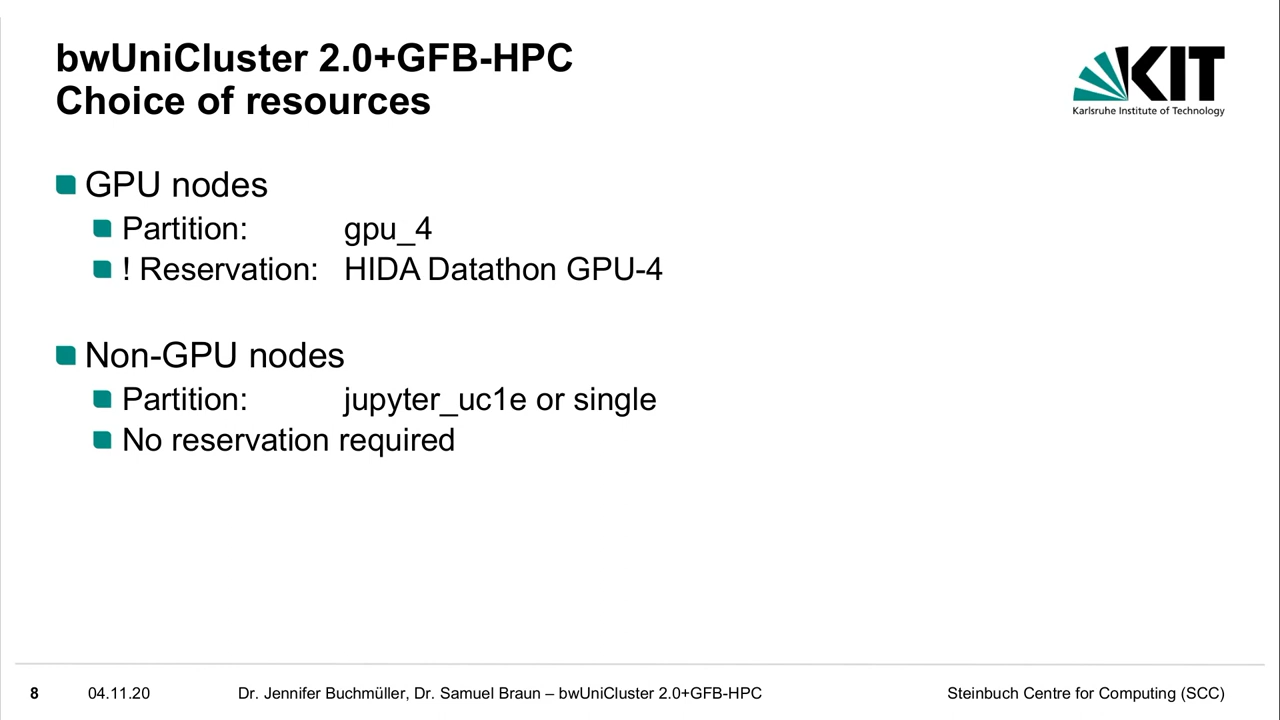 bwUniCluster 2.0+GFB-HPC
Choice of resources
KIT
Karlsruhe Institute of Technology
GPU nodes
Partition: gpu_4
! Reservation: HIDA Datathon GPU-4
Non-GPU nodes
Partition: jupyter_uc1e or single
No reservation required
8 04.11.20 Dr. Jennifer Buchmüller, Dr. Samuel Braun – bwUniCluster 2.0+GFB-HPC Steinbuch Centre for Computing (SCC)